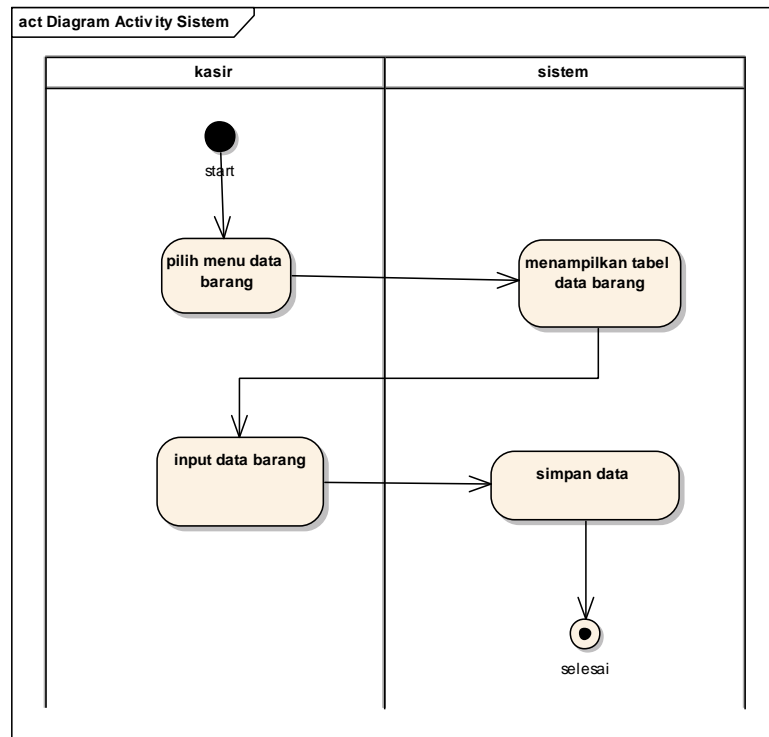 act Diagram Activity Sistem
kasir
sistem
start
pilih menu data
barang
menampilkan tabel
data barang
input data barang
simpan data
selesai